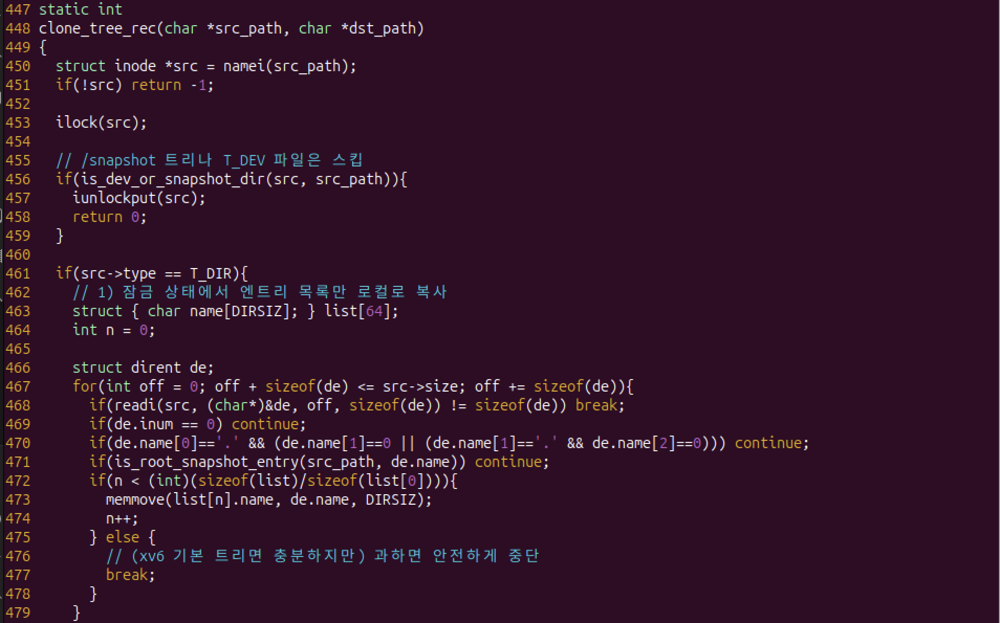 447 static int
448 clone_tree_rec(char *src_path, char *dst_path)
449 {
450   struct inode *src = namei(src_path);
451   if(!src) return -1;
452
453   ilock(src);
454
455   // /snapshot 트리나 T_DEV 파일은 스킵
456   if(is_dev_or_snapshot_dir(src, src_path)){
457     iunlockput(src);
458     return 0;
459   }
460
461   if(src->type == T_DIR){
462     // 1) 잠금 상태에서 엔트리 목록만 로컬로 복사
463     struct { char name[DIRSIZ]; } list[64];
464     int n = 0;
465
466     struct dirent de;
467     for(int off = 0; off + sizeof(de) <= src->size; off += sizeof(de)){
468       if(readi(src, (char*)&de, off, sizeof(de)) != sizeof(de)) break;
469       if(de.inum == 0) continue;
470       if(de.name[0]=='.' && (de.name[1]==0 || (de.name[1]=='.' && de.name[2]==0))) continue;
471       if(is_root_snapshot_entry(src_path, de.name)) continue;
472       if(n < (int)(sizeof(list)/sizeof(list[0]))){
473         memmove(list[n].name, de.name, DIRSIZ);
474         n++;
475       } else {
476         // (xv6 기본 트리면 충분하지만) 과하면 안전하게 중단
477         break;
478       }
479     }